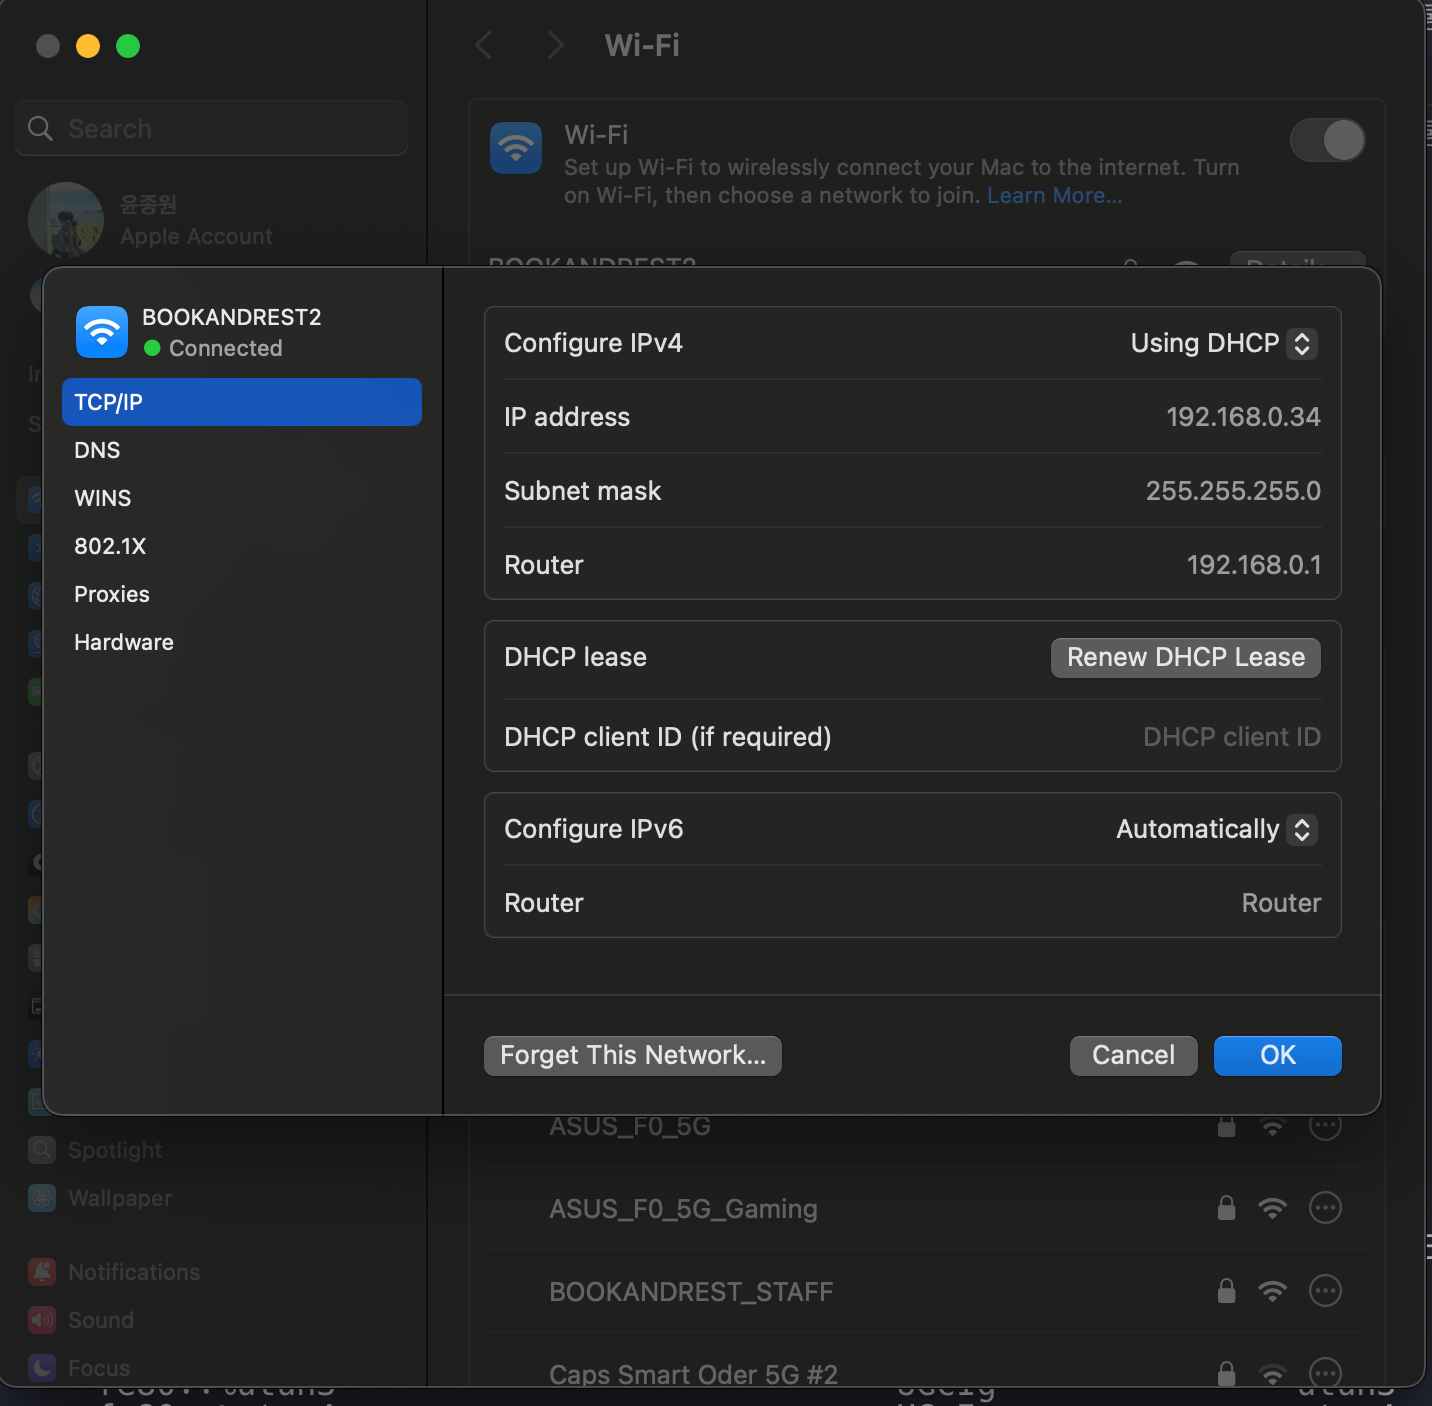 Wi-Fi
Search
윤종원
Apple Account
Wi-Fi
Set up Wi-Fi to wirelessly connect your Mac to the internet. Turn
on Wi-Fi, then choose a network to join. Learn More...
BOOKANDREST2
Details...
BOOKANDREST2
Connected
TCP/IP
DNS
WINS
802.1X
Proxies
Hardware
Configure IPv4
Using DHCP
IP address
192.168.0.34
Subnet mask
255.255.255.0
Router
192.168.0.1
DHCP lease
Renew DHCP Lease
DHCP client ID (if required)
DHCP client ID
Configure IPv6
Automatically
Router
Router
Forget This Network...
Cancel
OK
Spotlight
Wallpaper
Notifications
Sound
Focus
ASUS_F0_5G
ASUS_F0_5G_Gaming
BOOKANDREST_STAFF
Caps Smart Oder 5G #2